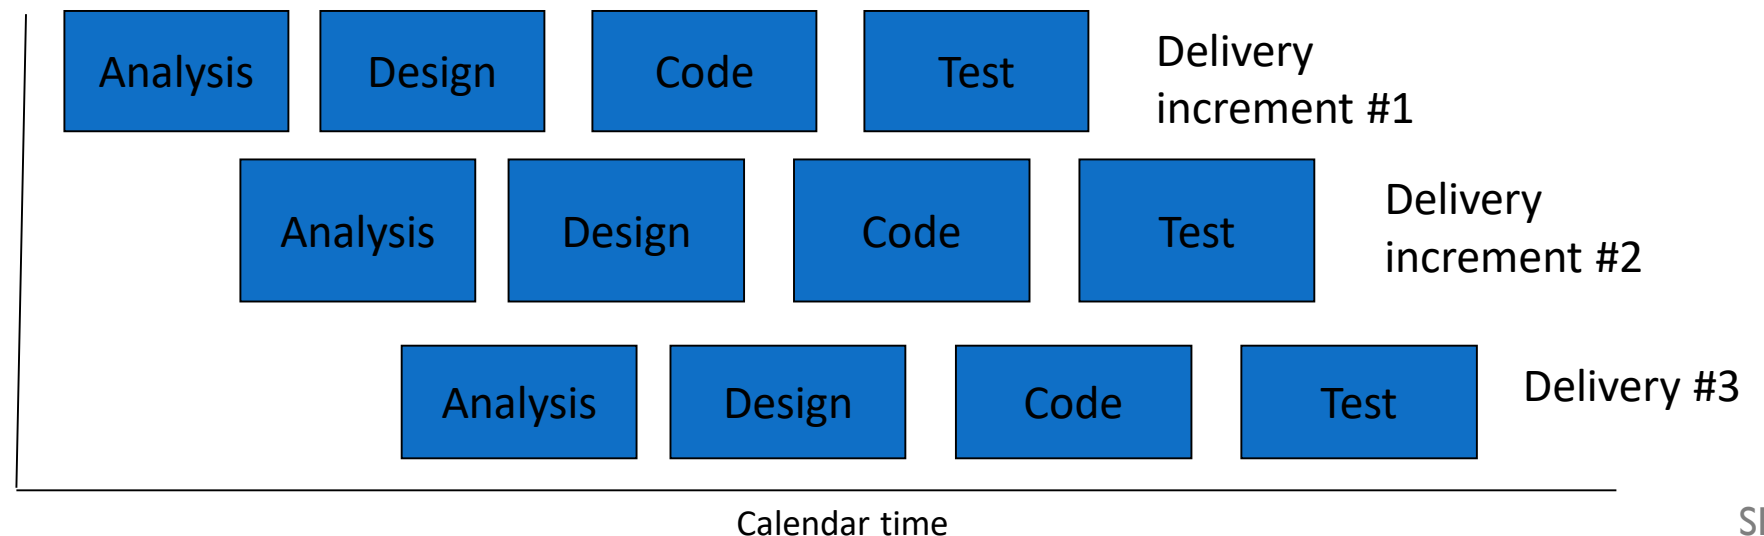 Analysis Design Code Test Delivery
increment #1
Analysis Design Code Test Delivery
increment #2
Analysis Design Code Test Delivery #3
Calendar time